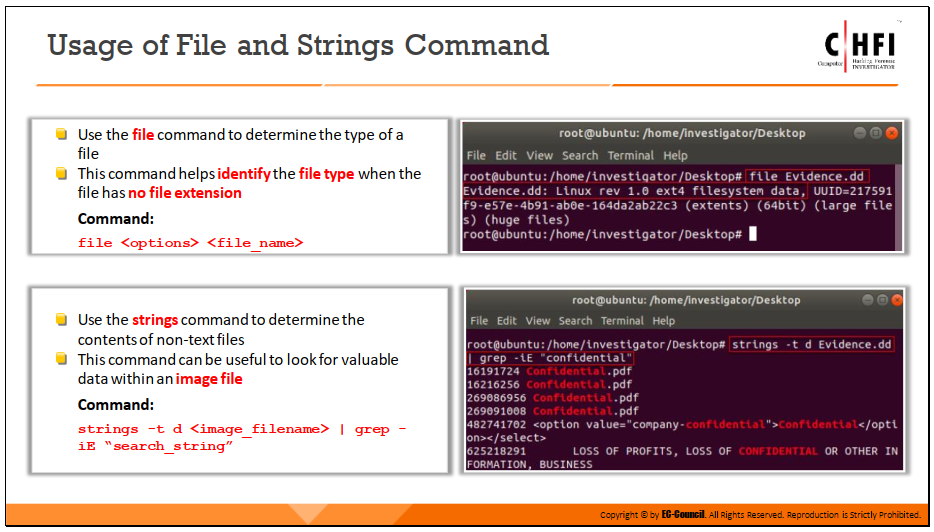 Usage of File and Strings Command
CHFI
Computer Hacking Forensic
INVESTIGATOR
Use the file command to determine the type of a
file
This command helps identify the file type when the
file has no file extension
Command:
file <options> <file_name>
root@ubuntu: /home/investigator/Desktop
File Edit View Search Terminal Help
root@ubuntu:/home/investigator/Desktop# file Evidence.dd
Evidence.dd: Linux rev 1.0 ext4 filesystem data, UUID=217591
f9-e57e-4b91-ab0e-164da2ab22c3 (extents) (64bit) (large file
s) (huge files)
root@ubuntu:/home/investigator/Desktop#
Use the strings command to determine the
contents of non-text files
This command can be useful to look for valuable
data within an image file
Command:
strings -t d <image_filename> | grep -
iE “search_string”
root@ubuntu: /home/investigator/Desktop
File Edit View Search Terminal Help
root@ubuntu:/home/investigator/Desktop# strings -t d Evidence.dd
| grep -iE "confidential"
16191724 Confidential.pdf
16216256 Confidential.pdf
269086956 Confidential.pdf
269091008 Confidential.pdf
482741702 <option value="company-confidential">Confidential</opti
on></select>
625218291 LOSS OF PROFITS, LOSS OF CONFIDENTIAL OR OTHER IN
FORMATION, BUSINESS
Copyright © by EC-Council. All Rights Reserved. Reproduction is Strictly Prohibited.